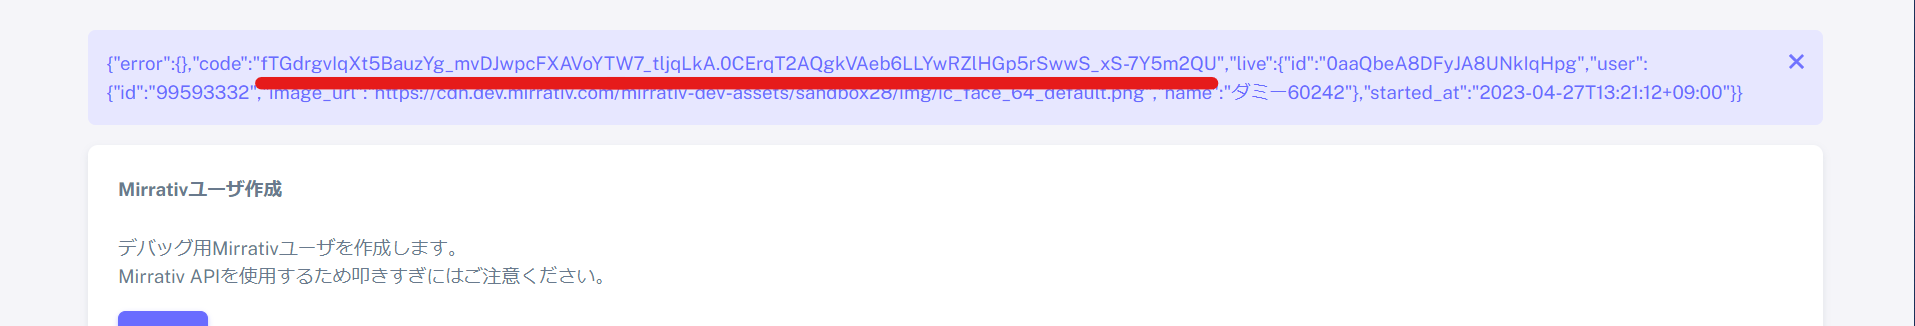 {"error":{},"code":"fTGdrgvIqXt5BauzYg_mvDJwpcFXAVoYTW7_tljqLkA.0CErqT2AQgkVAeb6LLYwRZlHGp5rSwwS_xS-7Y5m2QU","live":{"id":"0aaQbeA8DFyJA8UNkIqHpg","user":
{"id":"99593332","image_url":"https://cdn.dev.mirrativ.com/mirrativ-dev-assets/sandbox28/img/ic_face_64_default.png","name":"ダミー60242"},"started_at":"2023-04-27T13:21:12+09:00"}}
Mirrativユーザ作成
デバッグ用Mirrativユーザを作成します。
Mirrativ APIを使用するため叩きすぎにはご注意ください。